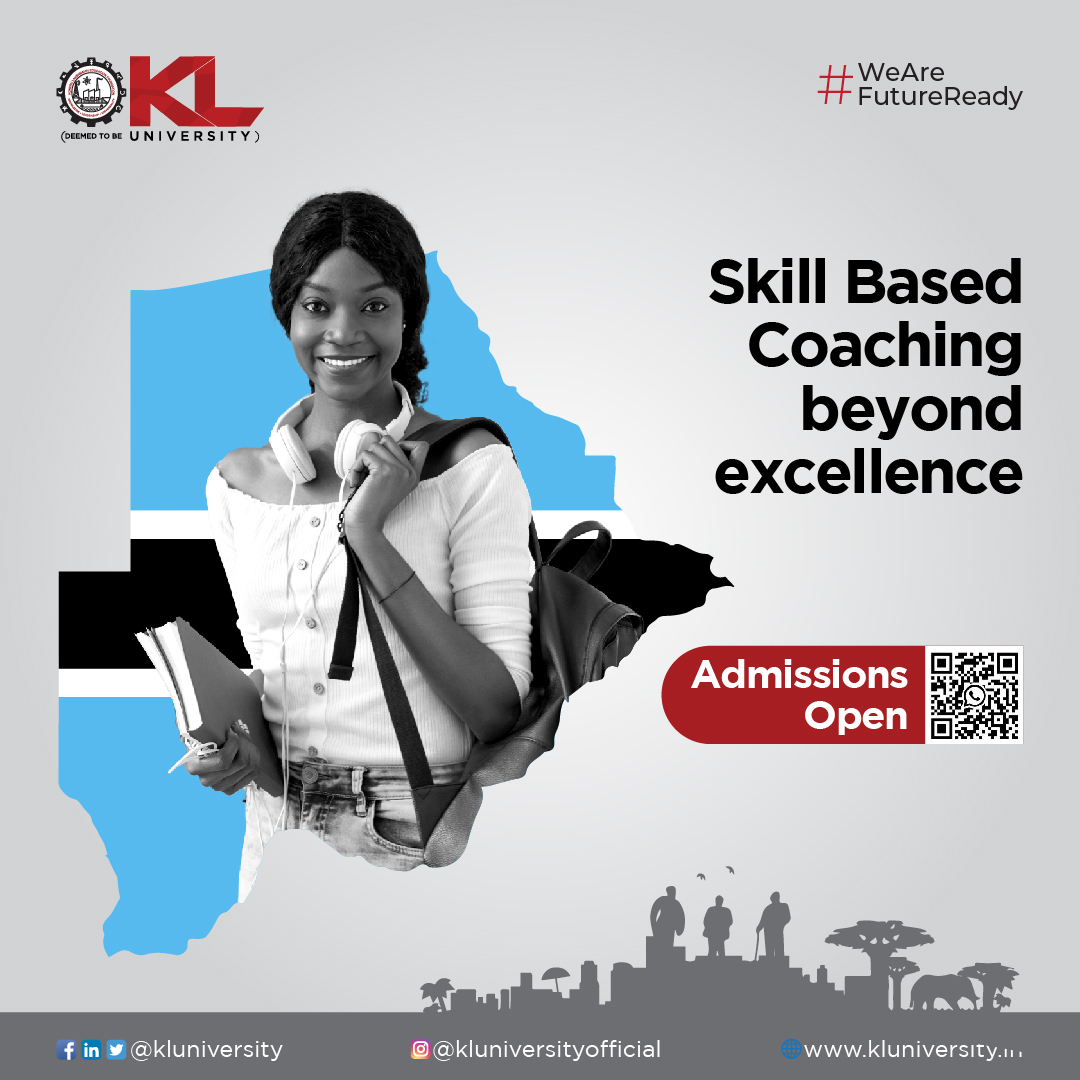 KL
(DEEMED TO BE UNIVERSITY)
#WeAre
FutureReady
Skill Based
Coaching
beyond
excellence
Admissions
Open
@kluniversity
@kluniversityofficial
www.kluniversity.in